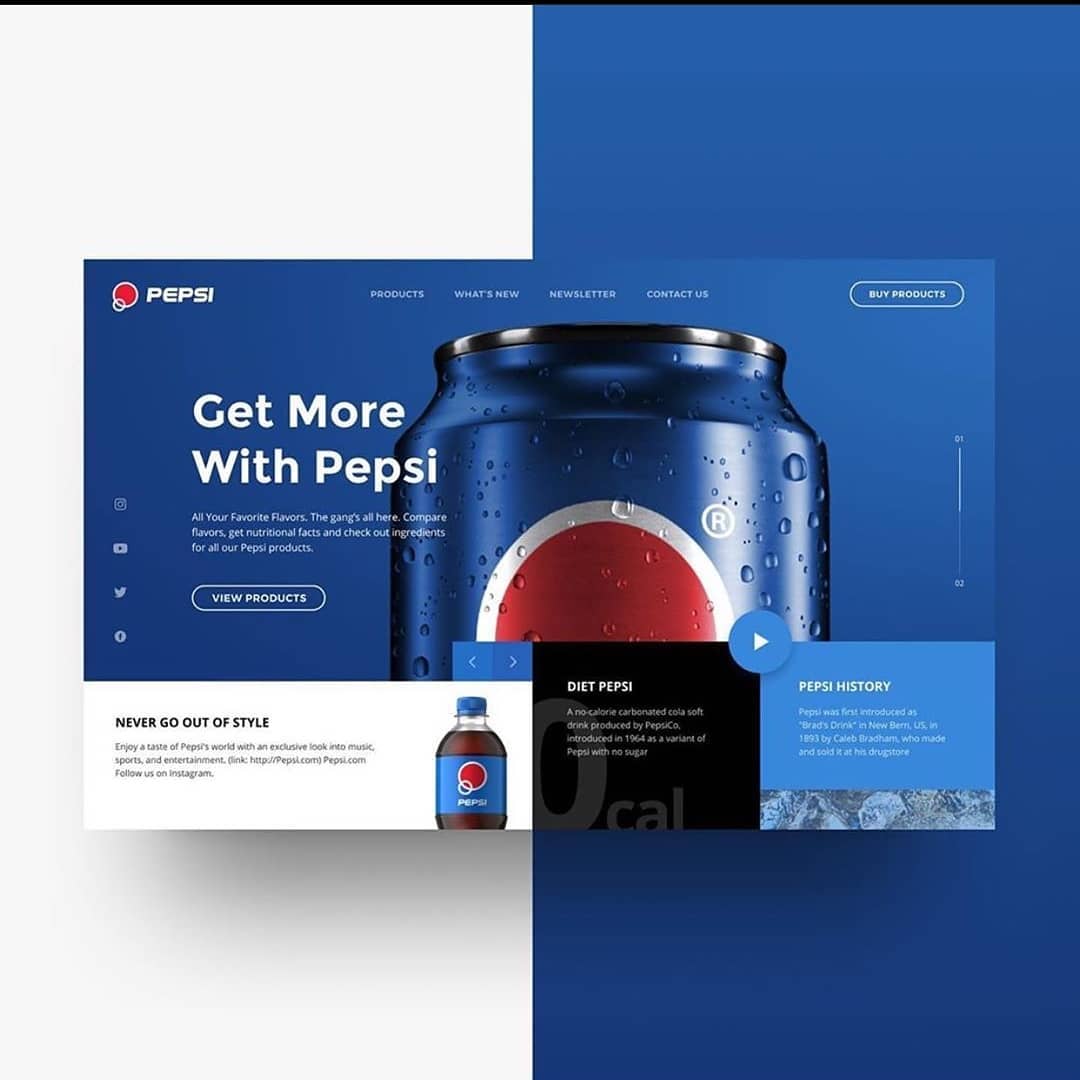 PEPSI
PRODUCTS
WHAT'S NEW
NEWSLETTER
CONTACT US
BUY PRODUCTS
Get More
With Pepsi
All Your Favorite Flavors. The gang's all here. Compare
flavors, get nutritional facts and check out ingredients
for all our Pepsi products.
VIEW PRODUCTS
®
01
02
NEVER GO OUT OF STYLE
Enjoy a taste of Pepsi's world with an exclusive look into music,
sports, and entertainment. (link: http://Pepsi.com) Pepsi.com
Follow us on Instagram.
PEPSI
DIET PEPSI
A no-calorie carbonated cola soft
drink produced by PepsiCo,
introduced in 1964 as a variant of
Pepsi with no sugar
0cal
PEPSI HISTORY
Pepsi was first introduced as
"Brad's Drink" in New Bern, US, in
1893 by Caleb Bradham, who made
and sold it at his drugstore